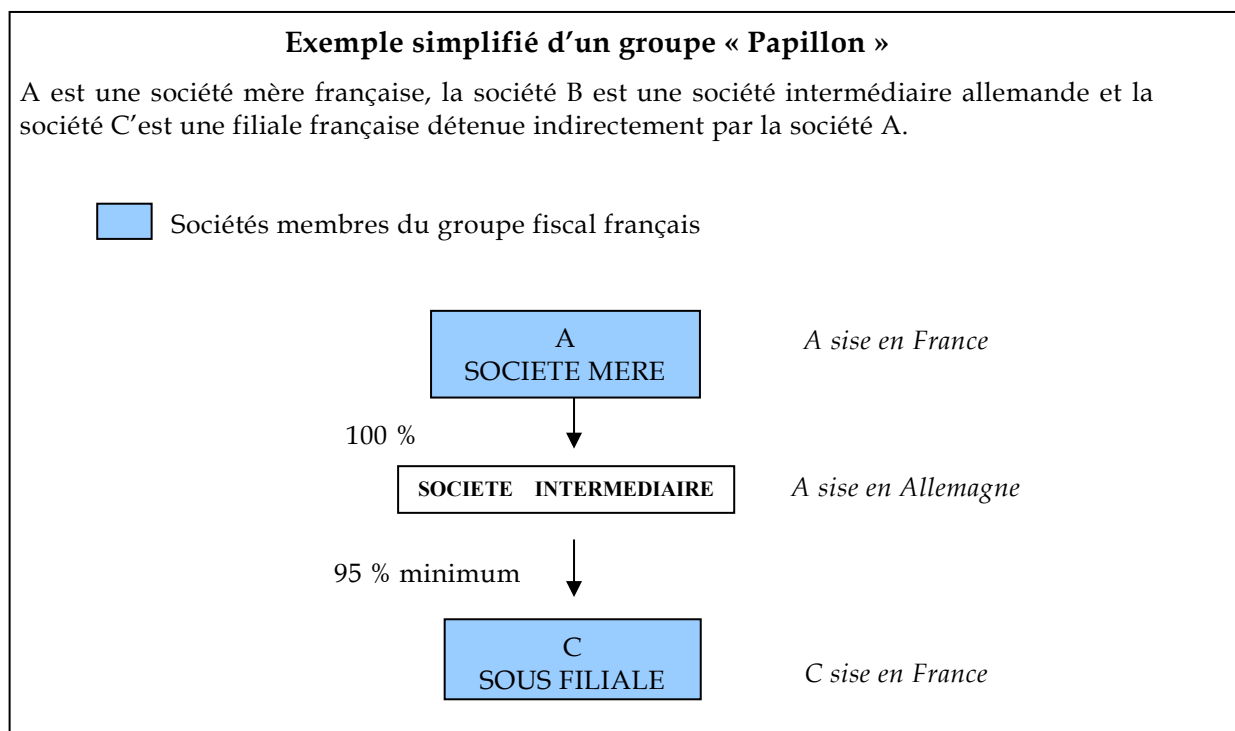 Exemple simplifié d’un groupe « Papillon »
A est une société mère française, la société B est une société intermédiaire allemande et la
société C’est une filiale française détenue indirectement par la société A.
Sociétés membres du groupe fiscal français
A
SOCIETE MERE
A sise en France
100 %
SOCIETE INTERMEDIAIRE
A sise en Allemagne
95 % minimum
C
SOUS FILIALE
C sise en France